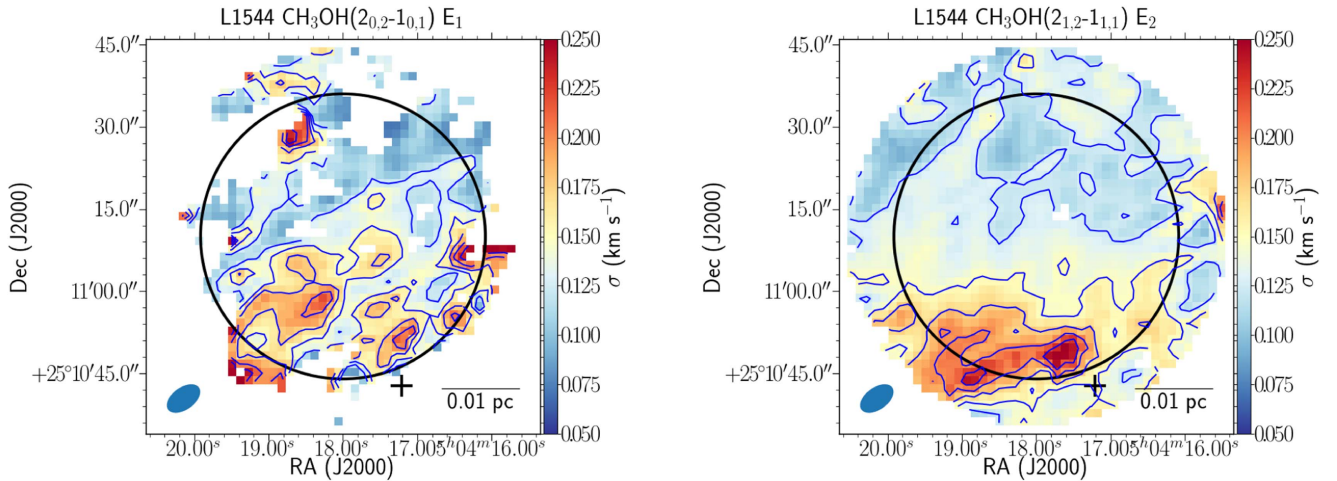 L1544 CH₃OH(2₀,₂-1₀,₁) E₁
45.0″
30.0″
15.0″
11′00.0″
+25°10′45.0″
Dec (J2000)
20.00ˢ 19.00ˢ 18.00ˢ 17.00ˢ 5ʰ04ᵐ16.00ˢ
RA (J2000)
0.01 pc
0.250
0.225
0.200
0.175
0.150
0.125
0.100
0.075
0.050
σ (km s⁻¹)
L1544 CH₃OH(2₁,₂-1₁,₁) E₂
45.0″
30.0″
15.0″
11′00.0″
+25°10′45.0″
Dec (J2000)
20.00ˢ 19.00ˢ 18.00ˢ 17.00ˢ 5ʰ04ᵐ16.00ˢ
RA (J2000)
0.01 pc
0.250
0.225
0.200
0.175
0.150
0.125
0.100
0.075
0.050
σ (km s⁻¹)